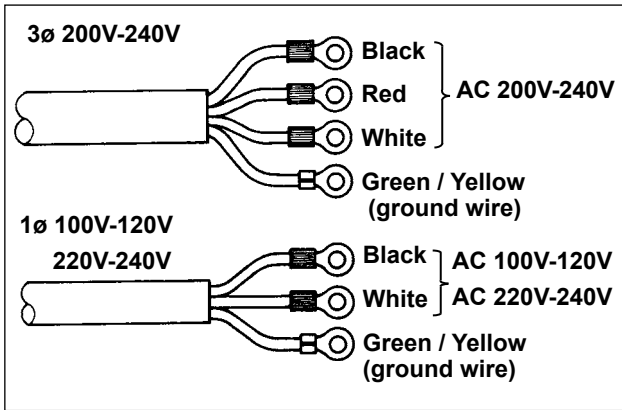 3ø 200V-240V
Black
Red
White
AC 200V-240V
Green / Yellow
(ground wire)
1ø 100V-120V
220V-240V
Black
White
AC 100V-120V
AC 220V-240V
Green / Yellow
(ground wire)